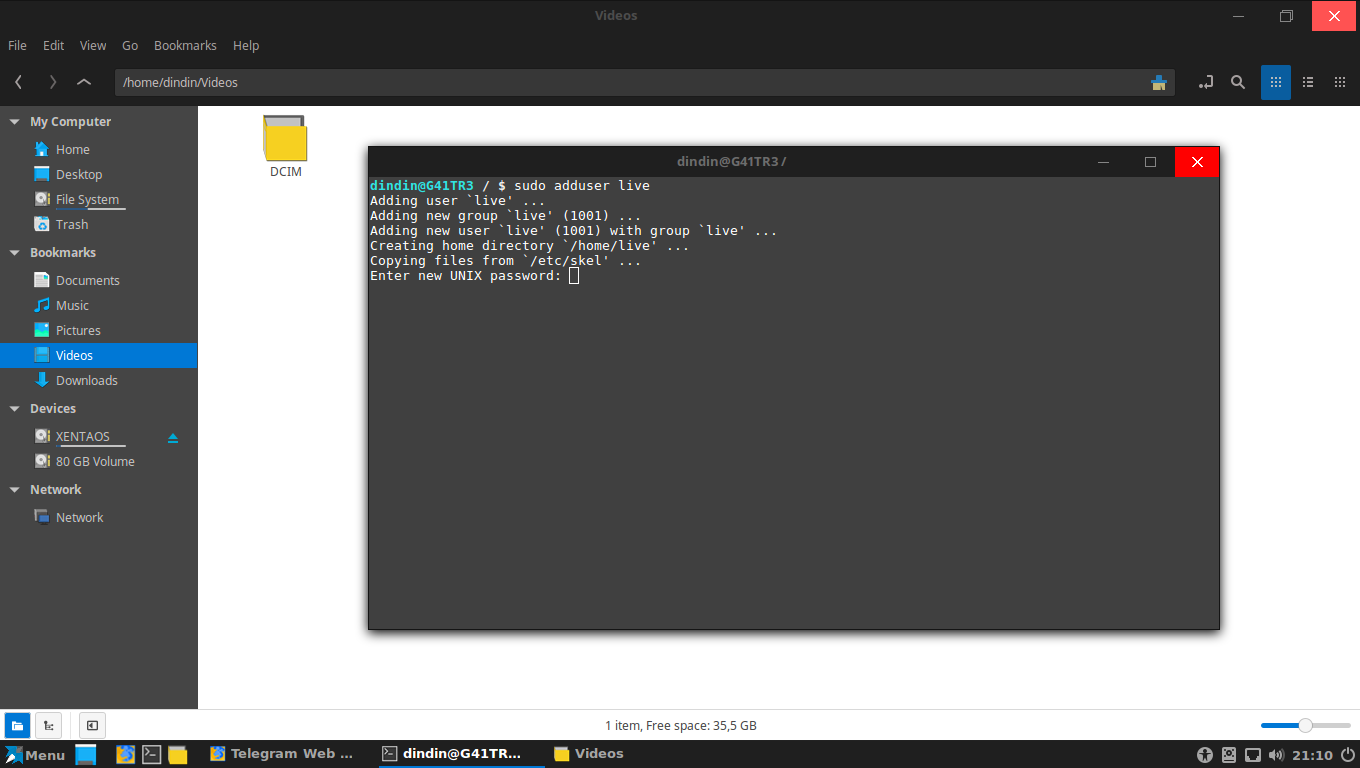 Videos
File Edit View Go Bookmarks Help
/home/dindin/Videos
My Computer
Home
Desktop
File System
Trash
Bookmarks
Documents
Music
Pictures
Videos
Downloads
Devices
XENTAOS
80 GB Volume
Network
Network
DCIM
dindin@G41TR3 /
dindin@G41TR3 / $ sudo adduser live
Adding user `live' ...
Adding new group `live' (1001) ...
Adding new user `live' (1001) with group `live' ...
Creating home directory `/home/live' ...
Copying files from `/etc/skel' ...
Enter new UNIX password:
1 item, Free space: 35,5 GB
Menu Telegram Web ... dindin@G41TR... Videos 21:10